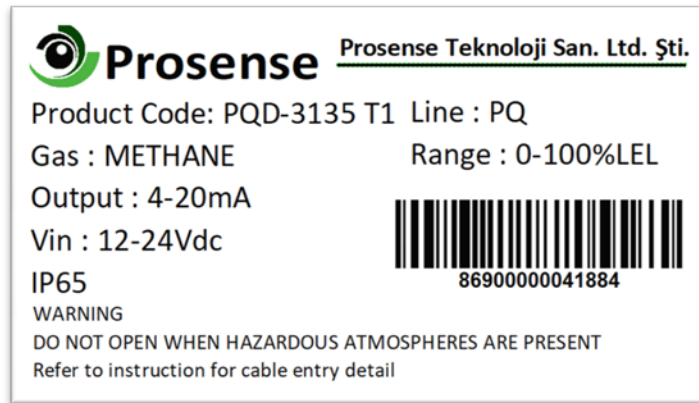 Prosense Prosense Teknoloji San. Ltd. Şti.
Product Code: PQD-3135 T1 Line : PQ
Gas : METHANE Range : 0-100%LEL
Output : 4-20mA
Vin : 12-24Vdc
86900000041884
IP65
WARNING
DO NOT OPEN WHEN HAZARDOUS ATMOSPHERES ARE PRESENT
Refer to instruction for cable entry detail